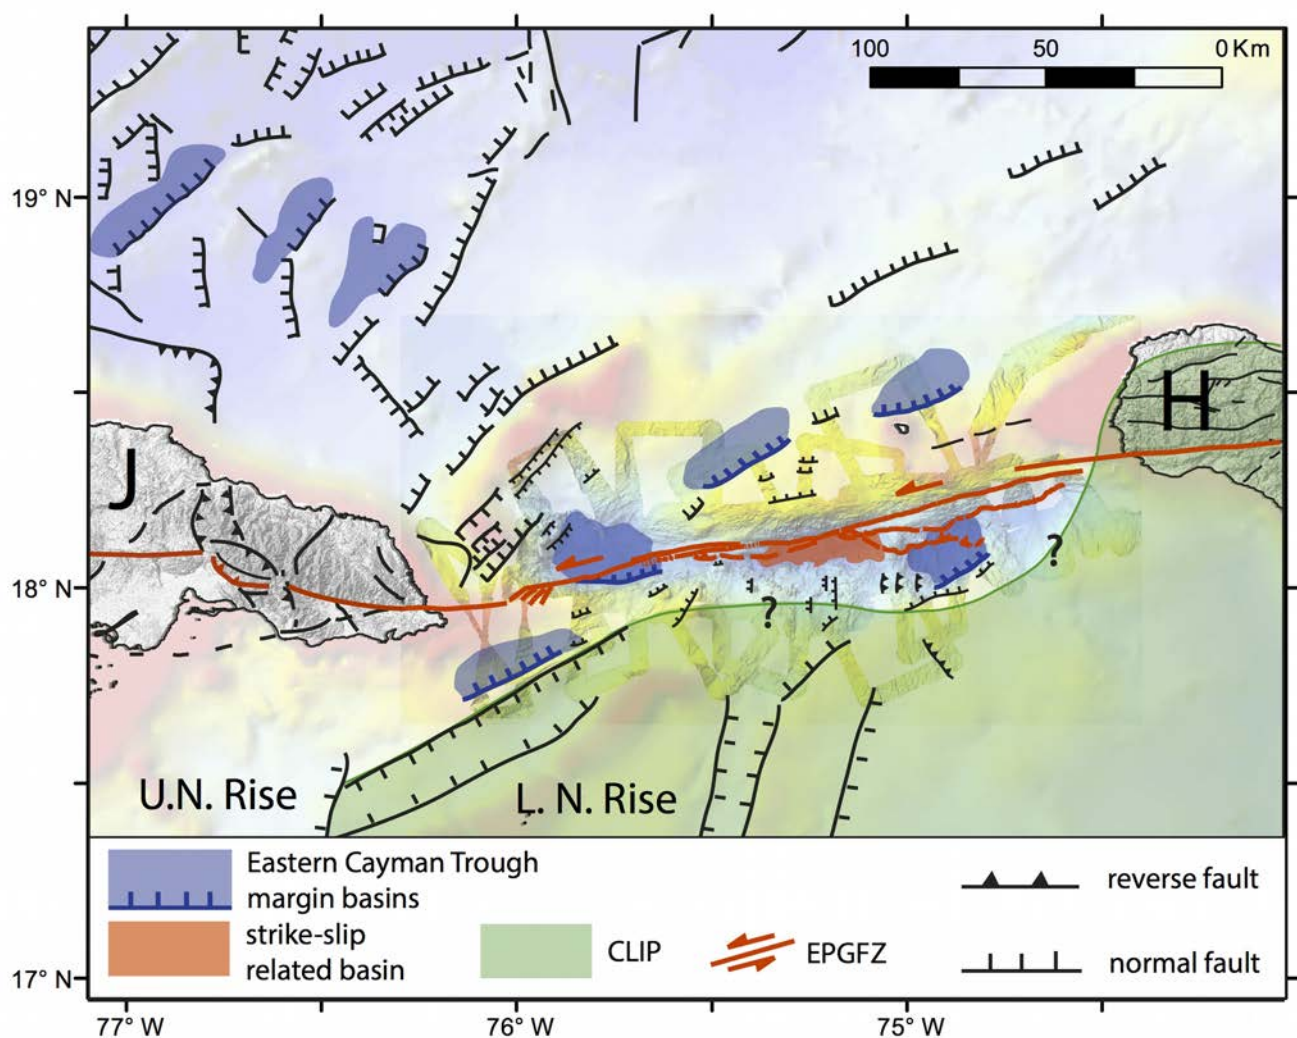 100 50 0 Km
19° N
H
J
?
18° N
?
U.N. Rise
L. N. Rise
Eastern Cayman Trough
margin basins
strike-slip
related basin
CLIP
EPGFZ
reverse fault
normal fault
17° N
77° W 76° W 75° W